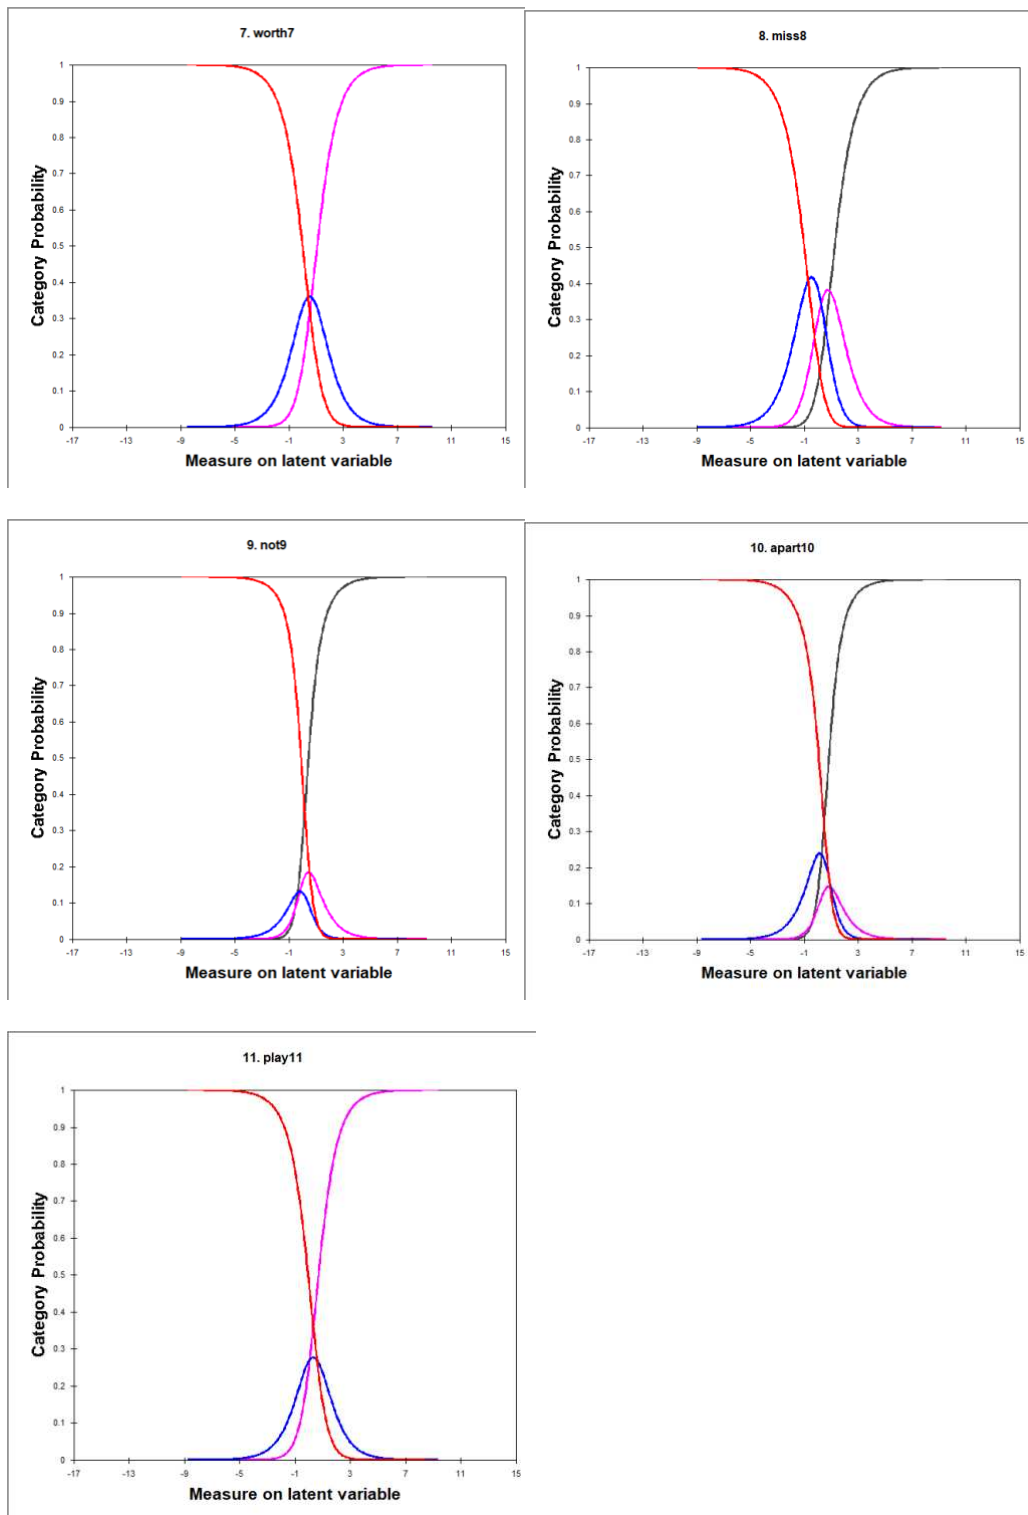 7. worth7
1
0.9
0.8
0.7
0.6
0.5
0.4
0.3
0.2
0.1
0
Category Probability
-17 -13 -9 -5 -1 3 7 11 15
Measure on latent variable
8. miss8
1
0.9
0.8
0.7
0.6
0.5
0.4
0.3
0.2
0.1
0
Category Probability
-17 -13 -9 -5 -1 3 7 11 15
Measure on latent variable
9. not9
1
0.9
0.8
0.7
0.6
0.5
0.4
0.3
0.2
0.1
0
Category Probability
-17 -13 -9 -5 -1 3 7 11 15
Measure on latent variable
10. apart10
1
0.9
0.8
0.7
0.6
0.5
0.4
0.3
0.2
0.1
0
Category Probability
-17 -13 -9 -5 -1 3 7 11 15
Measure on latent variable
11. play11
1
0.9
0.8
0.7
0.6
0.5
0.4
0.3
0.2
0.1
0
Category Probability
-17 -13 -9 -5 -1 3 7 11 15
Measure on latent variable